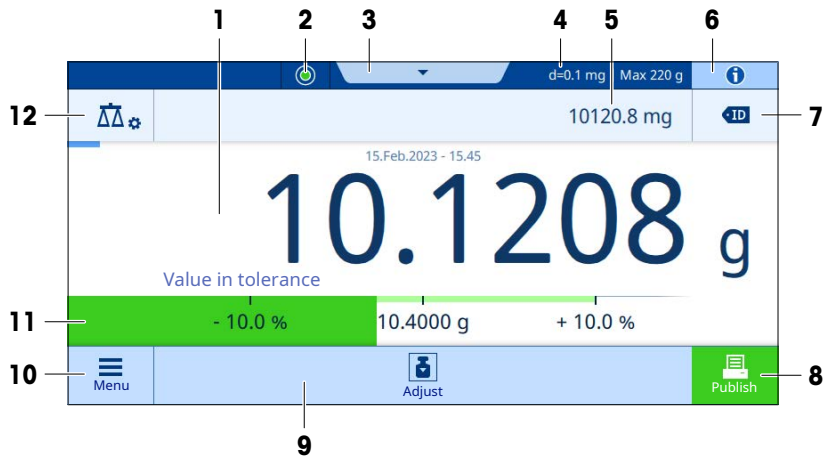 1 2 3 4 5 6
d=0.1 mg Max 220 g
12 10120.8 mg ID 7
15.Feb.2023 - 15.45
10.1208 g
Value in tolerance
11 - 10.0 % 10.4000 g + 10.0 %
10 Menu Adjust Publish 8
9